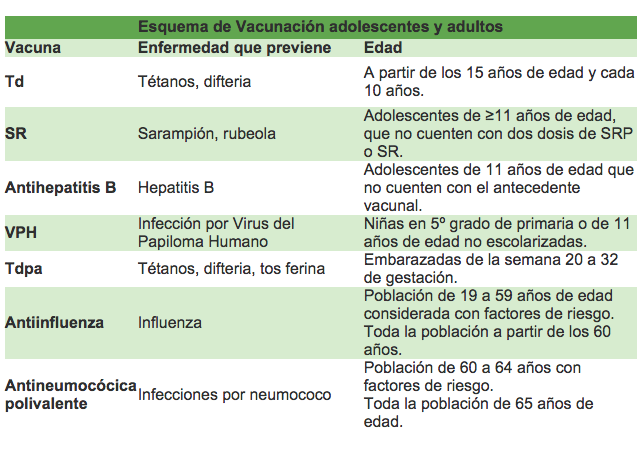 Esquema de Vacunación adolescentes y adultos
Vacuna Enfermedad que previene Edad
Td Tétanos, difteria A partir de los 15 años de edad y cada
10 años.
SR Sarampión, rubeola Adolescentes de ≥11 años de edad,
que no cuenten con dos dosis de SRP
o SR.
Antihepatitis B Hepatitis B Adolescentes de 11 años de edad que
no cuenten con el antecedente
vacunal.
VPH Infección por Virus del
Papiloma Humano Niñas en 5º grado de primaria o de 11
años de edad no escolarizadas.
Tdpa Tétanos, difteria, tos ferina Embarazadas de la semana 20 a 32
de gestación.
Antiinfluenza Influenza Población de 19 a 59 años de edad
considerada con factores de riesgo.
Toda la población a partir de los 60
años.
Antineumocócica
polivalente Infecciones por neumococo Población de 60 a 64 años con
factores de riesgo.
Toda la población de 65 años de
edad.